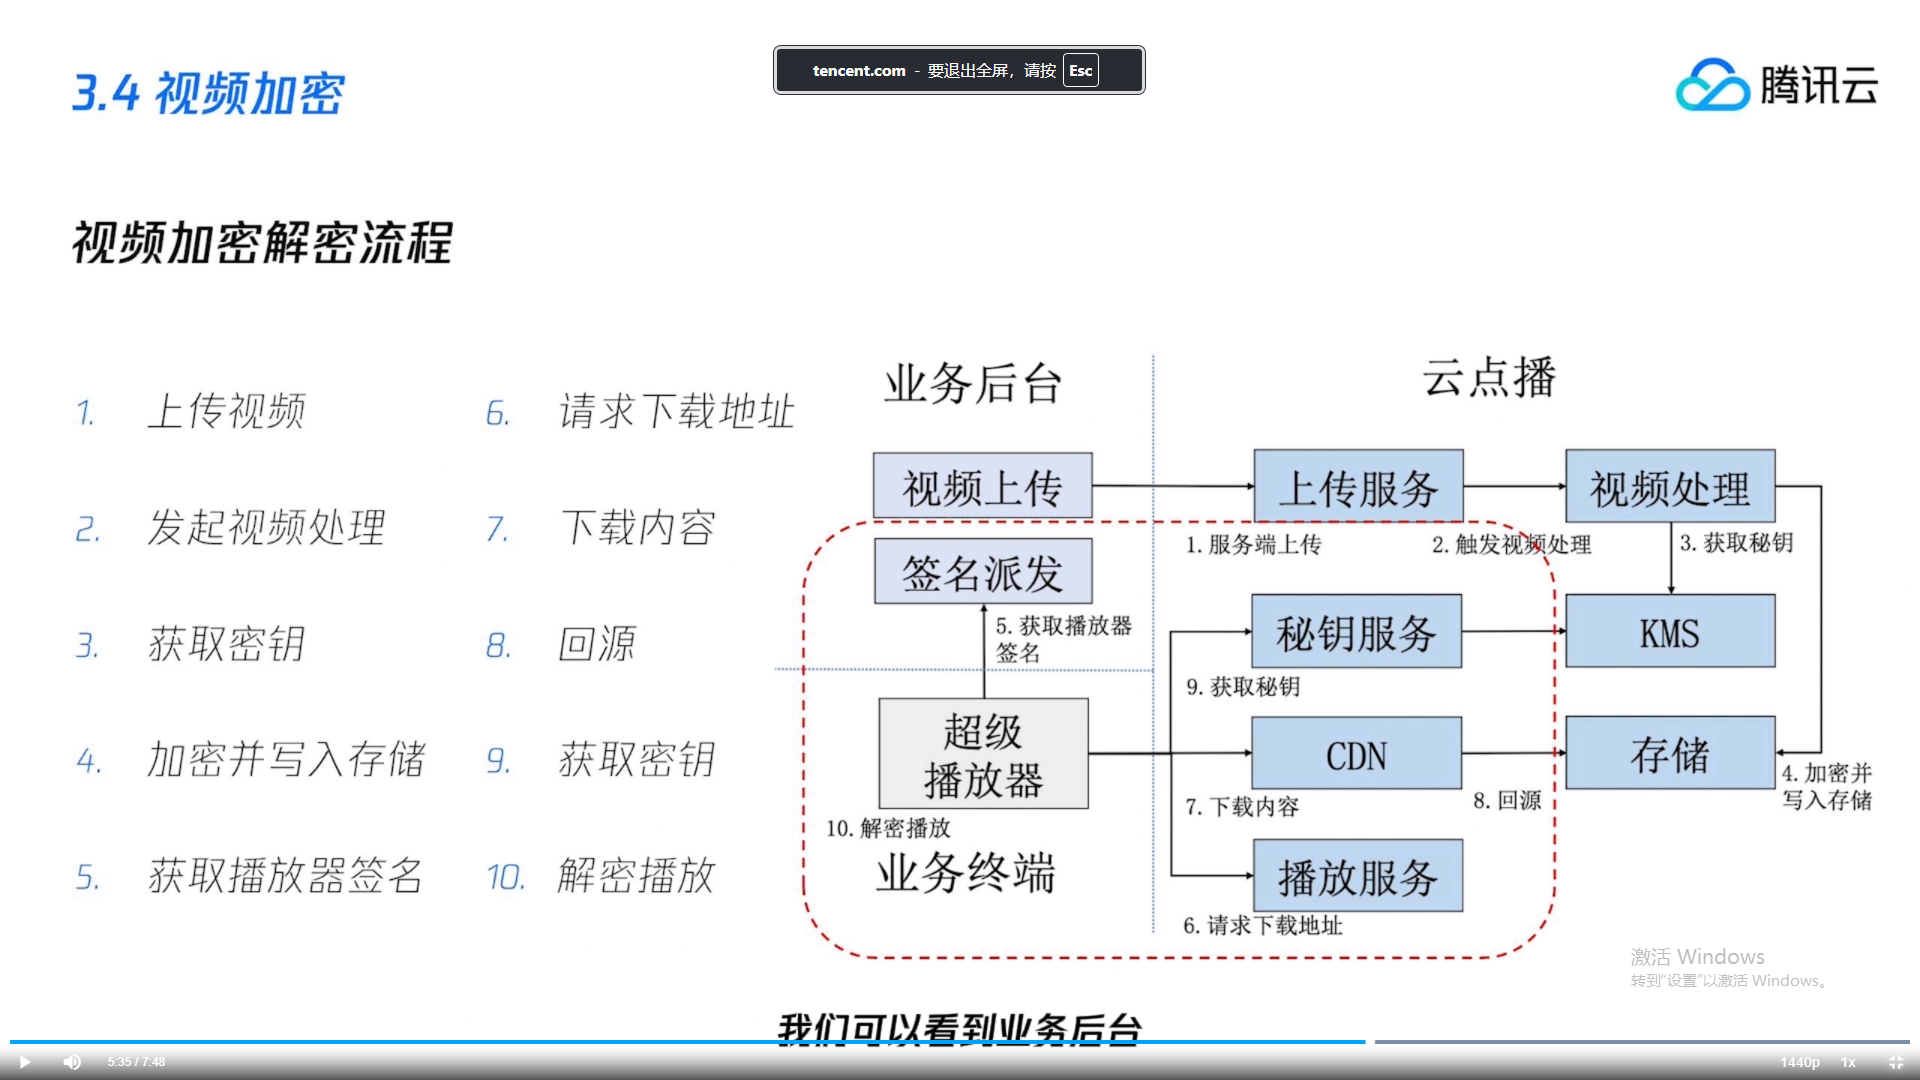 tencent.com - 要退出全屏，请按 Esc
3.4 视频加密
腾讯云
视频加密解密流程
1. 上传视频
2. 发起视频处理
3. 获取密钥
4. 加密并写入存储
5. 获取播放器签名
6. 请求下载地址
7. 下载内容
8. 回源
9. 获取密钥
10. 解密播放
业务后台
云点播
视频上传
上传服务
视频处理
1. 服务端上传
2. 触发视频处理
3. 获取秘钥
签名派发
5. 获取播放器
签名
秘钥服务
KMS
9. 获取秘钥
超级
播放器
CDN
存储
7. 下载内容
8. 回源
4. 加密并
写入存储
10. 解密播放
业务终端
播放服务
6. 请求下载地址
激活 Windows
转到“设置”以激活 Windows。
我们可以看到业务后台
5:35 / 7:48
1440p
1x